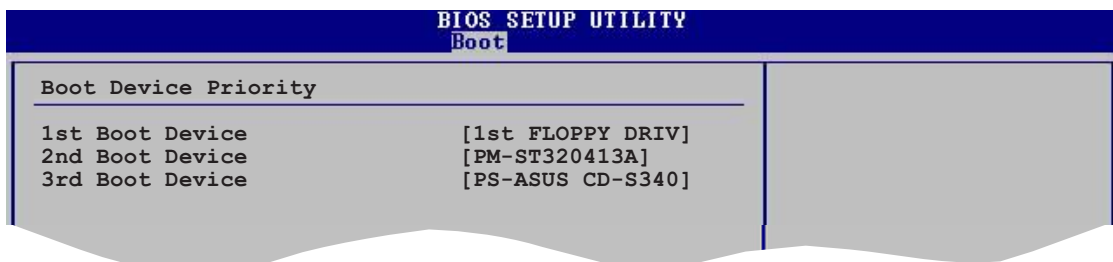 BIOS SETUP UTILITY
Boot
Boot Device Priority
1st Boot Device [1st FLOPPY DRIV]
2nd Boot Device [PM-ST320413A]
3rd Boot Device [PS-ASUS CD-S340]